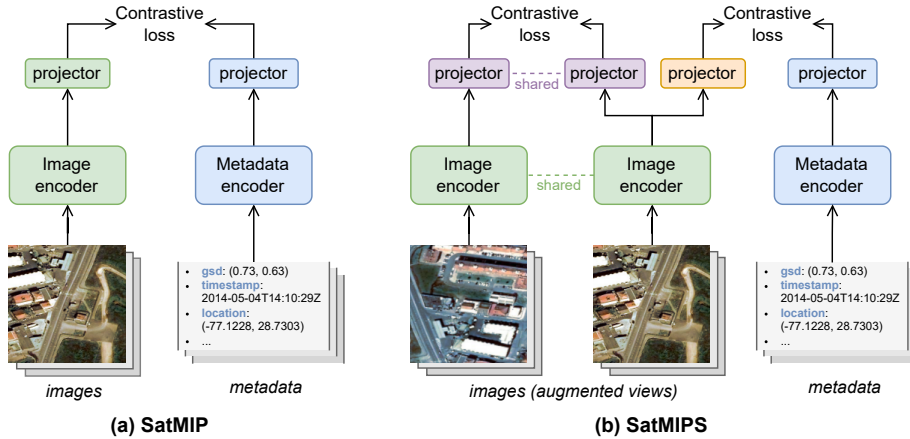 Contrastive
loss
projector
projector
Image
encoder
Metadata
encoder
• gsd: (0.73, 0.63)
• timestamp:
2014-05-04T14:10:29Z
• location:
(-77.1228, 28.7303)
• ...
images
metadata
(a) SatMIP
Contrastive
loss
Contrastive
loss
projector
shared
projector
projector
projector
Image
encoder
shared
Image
encoder
Metadata
encoder
• gsd: (0.73, 0.63)
• timestamp:
2014-05-04T14:10:29Z
• location:
(-77.1228, 28.7303)
• ...
images (augmented views)
metadata
(b) SatMIPS